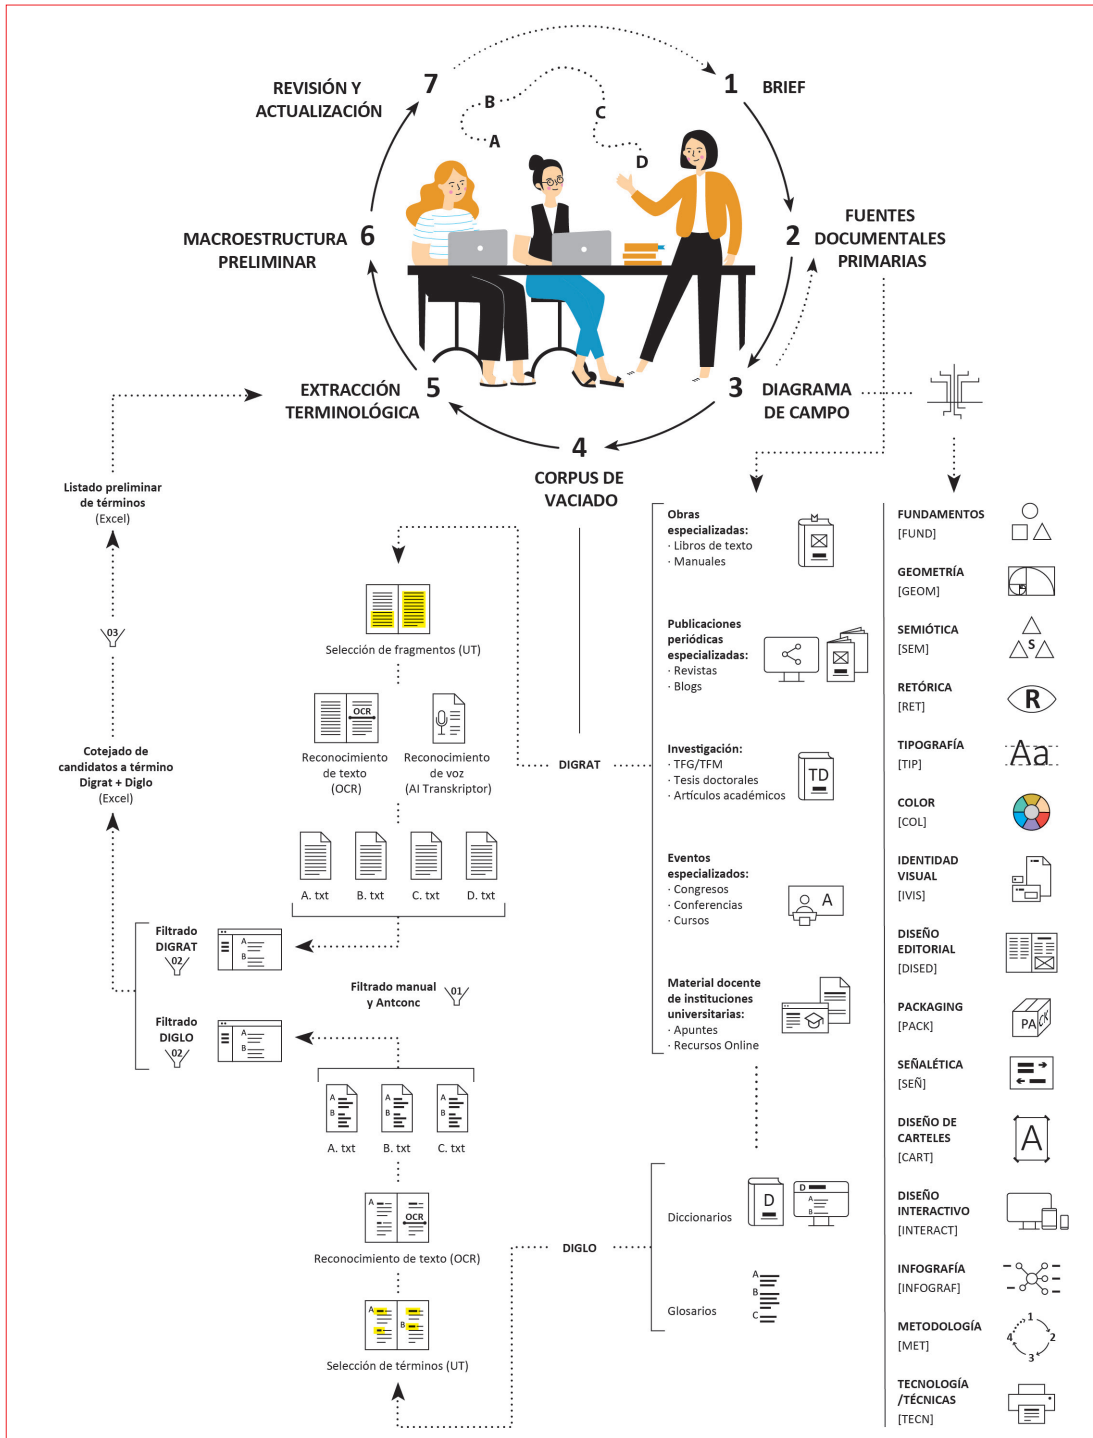 7
1
BRIEF
REVISIÓN Y
ACTUALIZACIÓN
B
C
A
D
6
MACROESTRUCTURA
PRELIMINAR
2
FUENTES
DOCUMENTALES
PRIMARIAS
5
EXTRACCIÓN
TERMINOLÓGICA
3
DIAGRAMA
DE CAMPO
4
CORPUS DE
VACIADO
Listado preliminar
de términos
(Excel)
03
Cotejado de
candidatos a término
Digrat + Diglo
(Excel)
Selección de fragmentos (UT)
OCR
Reconocimiento
de texto
(OCR)
Reconocimiento
de voz
(AI Transkriptor)
A. txt
B. txt
C. txt
D. txt
Filtrado
DIGRAT
02
A
B
Filtrado manual
y Antconc
01
Filtrado
DIGLO
02
A
B
A
B
A
B
A
B
A. txt
B. txt
C. txt
A
OCR
Reconocimiento de texto (OCR)
A
B
Selección de términos (UT)
DIGRAT
DIGLO
Obras
especializadas:
· Libros de texto
· Manuales
Publicaciones
periódicas
especializadas:
· Revistas
· Blogs
Investigación:
· TFG/TFM
· Tesis doctorales
· Artículos académicos
TD
Eventos
especializados:
· Congresos
· Conferencias
· Cursos
A
Material docente
de instituciones
universitarias:
· Apuntes
· Recursos Online
Diccionarios
D
D
A
B
Glosarios
A
B
C
FUNDAMENTOS
[FUND]
GEOMETRÍA
[GEOM]
SEMIÓTICA
[SEM]
S
RETÓRICA
[RET]
R
TIPOGRAFÍA
[TIP]
Aa
COLOR
[COL]
IDENTIDAD
VISUAL
[IVIS]
DISEÑO
EDITORIAL
[DISED]
PACKAGING
[PACK]
PACK
SEÑALÉTICA
[SEÑ]
DISEÑO DE
CARTELES
[CART]
A
DISEÑO
INTERACTIVO
[INTERACT]
INFOGRAFÍA
[INFOGRAF]
METODOLOGÍA
[MET]
1
4 2
3
TECNOLOGÍA
/TÉCNICAS
[TECN]